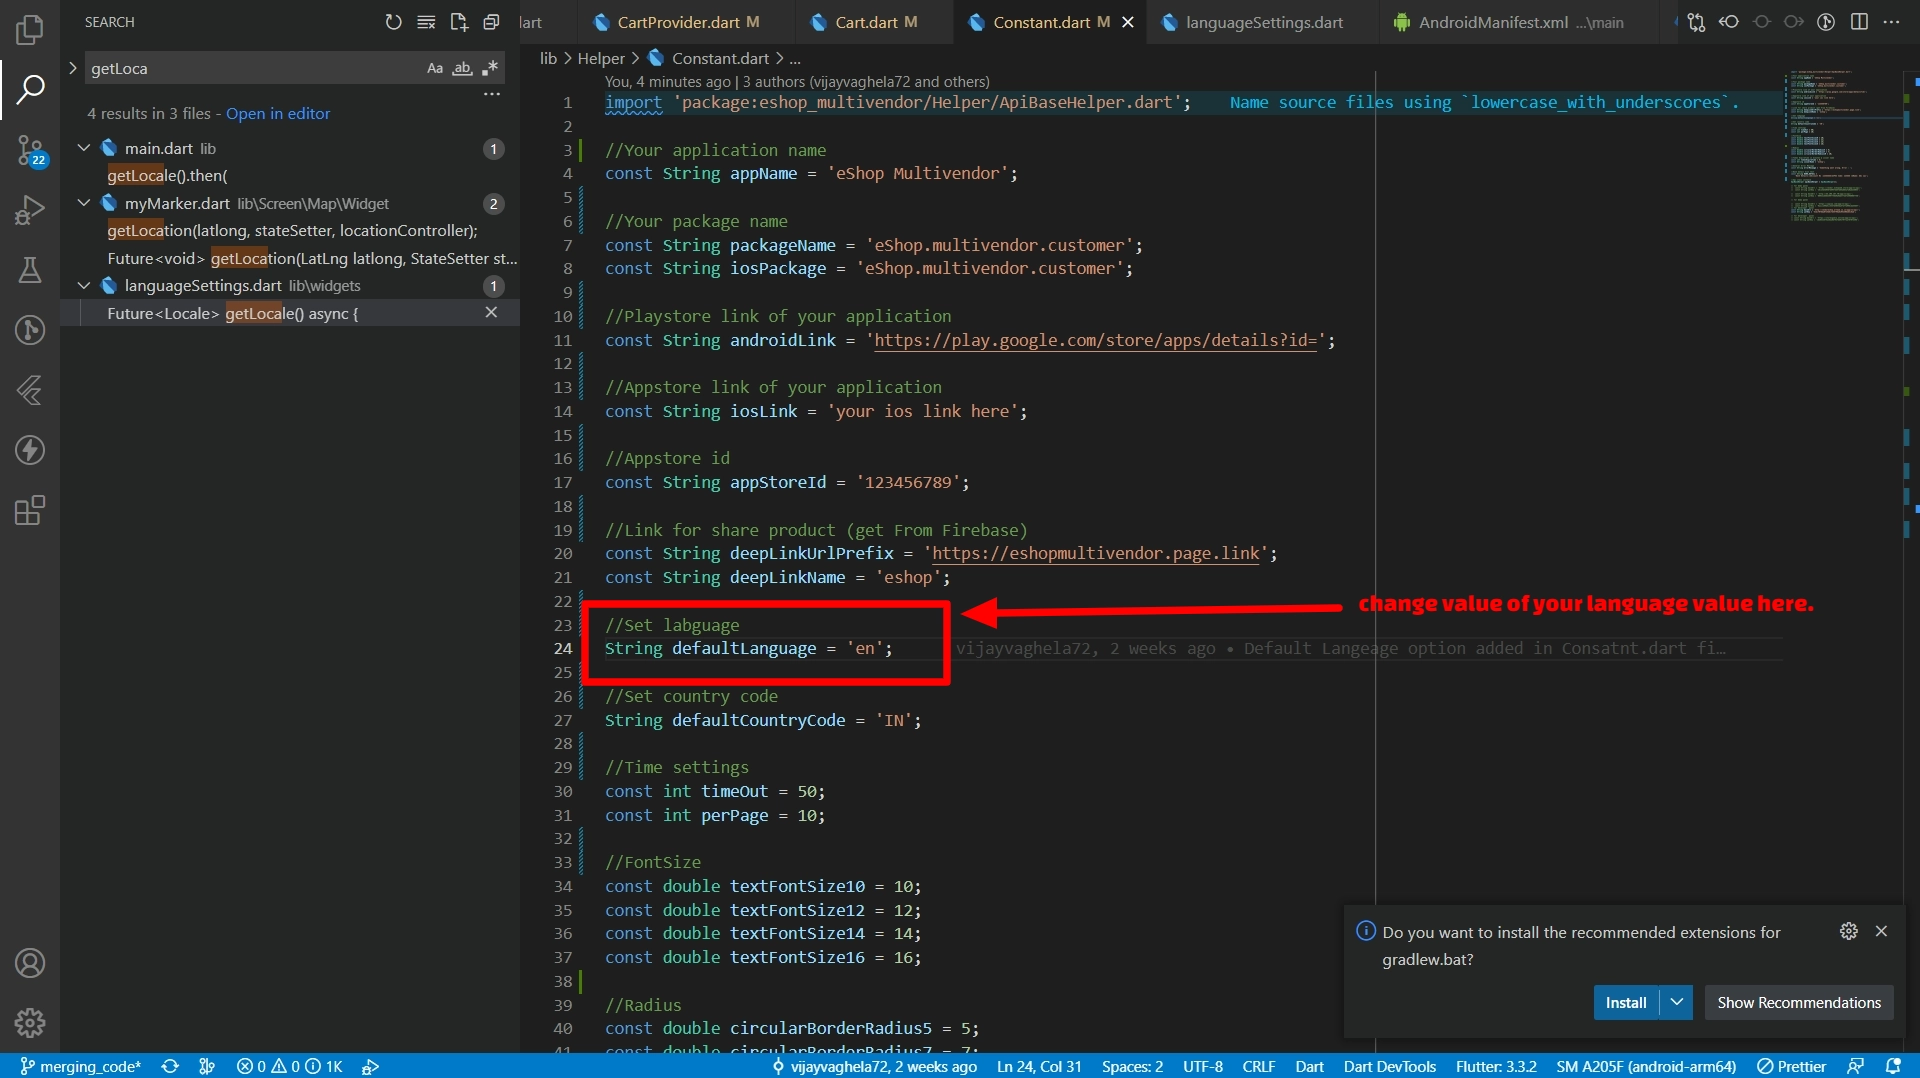 SEARCH
getLoca
Aa ab
4 results in 3 files - Open in editor
main.dart lib
1
getLocale().then(
myMarker.dart lib\Screen\Map\Widget
2
getLocation(latlong, stateSetter, locationController);
Future<void> getLocation(LatLng latlong, StateSetter st...
languageSettings.dart lib\widgets
1
Future<Locale> getLocale() async {
22
lart
CartProvider.dart M
Cart.dart M
Constant.dart M
languageSettings.dart
AndroidManifest.xml ...\main
lib > Helper > Constant.dart > ...
You, 4 minutes ago | 3 authors (vijayvaghela72 and others)
1 import 'package:eshop_multivendor/Helper/ApiBaseHelper.dart'; Name source files using `lowercase_with_underscores`.
2
3 //Your application name
4 const String appName = 'eShop Multivendor';
5
6 //Your package name
7 const String packageName = 'eShop.multivendor.customer';
8 const String iosPackage = 'eShop.multivendor.customer';
9
10 //Playstore link of your application
11 const String androidLink = 'https://play.google.com/store/apps/details?id=';
12
13 //Appstore link of your application
14 const String iosLink = 'your ios link here';
15
16 //Appstore id
17 const String appStoreId = '123456789';
18
19 //Link for share product (get From Firebase)
20 const String deepLinkUrlPrefix = 'https://eshopmultivendor.page.link';
21 const String deepLinkName = 'eshop';
22
change value of your language value here.
23 //Set labguage
24 String defaultLanguage = 'en'; vijayvaghela72, 2 weeks ago • Default Langeage option added in Consatnt.dart fi...
25
26 //Set country code
27 String defaultCountryCode = 'IN';
28
29 //Time settings
30 const int timeOut = 50;
31 const int perPage = 10;
32
33 //FontSize
34 const double textFontSize10 = 10;
35 const double textFontSize12 = 12;
36 const double textFontSize14 = 14;
37 const double textFontSize16 = 16;
38
39 //Radius
40 const double circularBorderRadius5 = 5;
41 const double circularBorderRadius7 = 7;
Do you want to install the recommended extensions for
gradlew.bat?
Install
Show Recommendations
merging_code* 0 0 1K vijayvaghela72, 2 weeks ago Ln 24, Col 31 Spaces: 2 UTF-8 CRLF Dart Dart DevTools Flutter: 3.3.2 SM A205F (android-arm64) Prettier